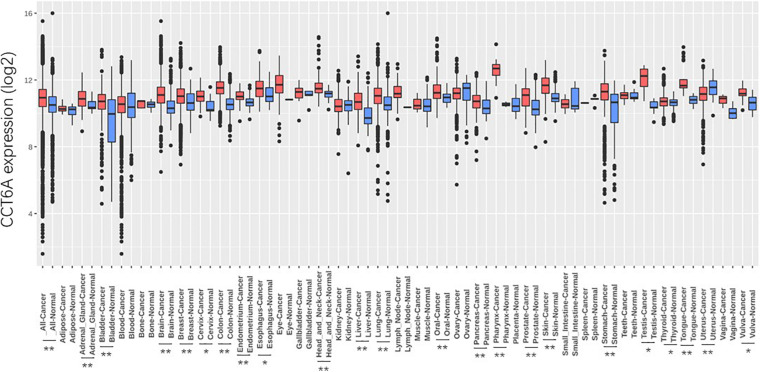 CCT6A expression (log2)
16
12
8
4
All-Cancer
All-Normal
Adipose-Cancer
Adipose-Normal
Adrenal_Gland-Cancer
Adrenal_Gland-Normal
Bladder-Cancer
Bladder-Normal
Blood-Cancer
Blood-Normal
Bone-Cancer
Bone-Normal
Brain-Cancer
Brain-Normal
Breast-Cancer
Breast-Normal
Cervix-Cancer
Cervix-Normal
Colon-Cancer
Colon-Normal
Endometrium-Cancer
Endometrium-Normal
Esophagus-Cancer
Esophagus-Normal
Eye-Cancer
Eye-Normal
Gallbladder-Cancer
Gallbladder-Normal
Head_and_Neck-Cancer
Head_and_Neck-Normal
Kidney-Cancer
Kidney-Normal
Liver-Cancer
Liver-Normal
Lung-Cancer
Lung-Normal
Lymph_Node-Cancer
Lymph_Node-Normal
Muscle-Cancer
Muscle-Normal
Oral-Cancer
Oral-Normal
Ovary-Cancer
Ovary-Normal
Pancreas-Cancer
Pancreas-Normal
Pharynx-Cancer
Pharynx-Normal
Placenta-Normal
Prostate-Cancer
Prostate-Normal
Skin-Cancer
Skin-Normal
Small_Intestine-Cancer
Small_Intestine-Normal
Spleen-Cancer
Spleen-Normal
Stomach-Cancer
Stomach-Normal
Teeth-Cancer
Teeth-Normal
Testis-Cancer
Testis-Normal
Thyroid-Cancer
Thyroid-Normal
Tongue-Cancer
Tongue-Normal
Uterus-Cancer
Uterus-Normal
Vagina-Cancer
Vagina-Normal
Vulva-Cancer
Vulva-Normal